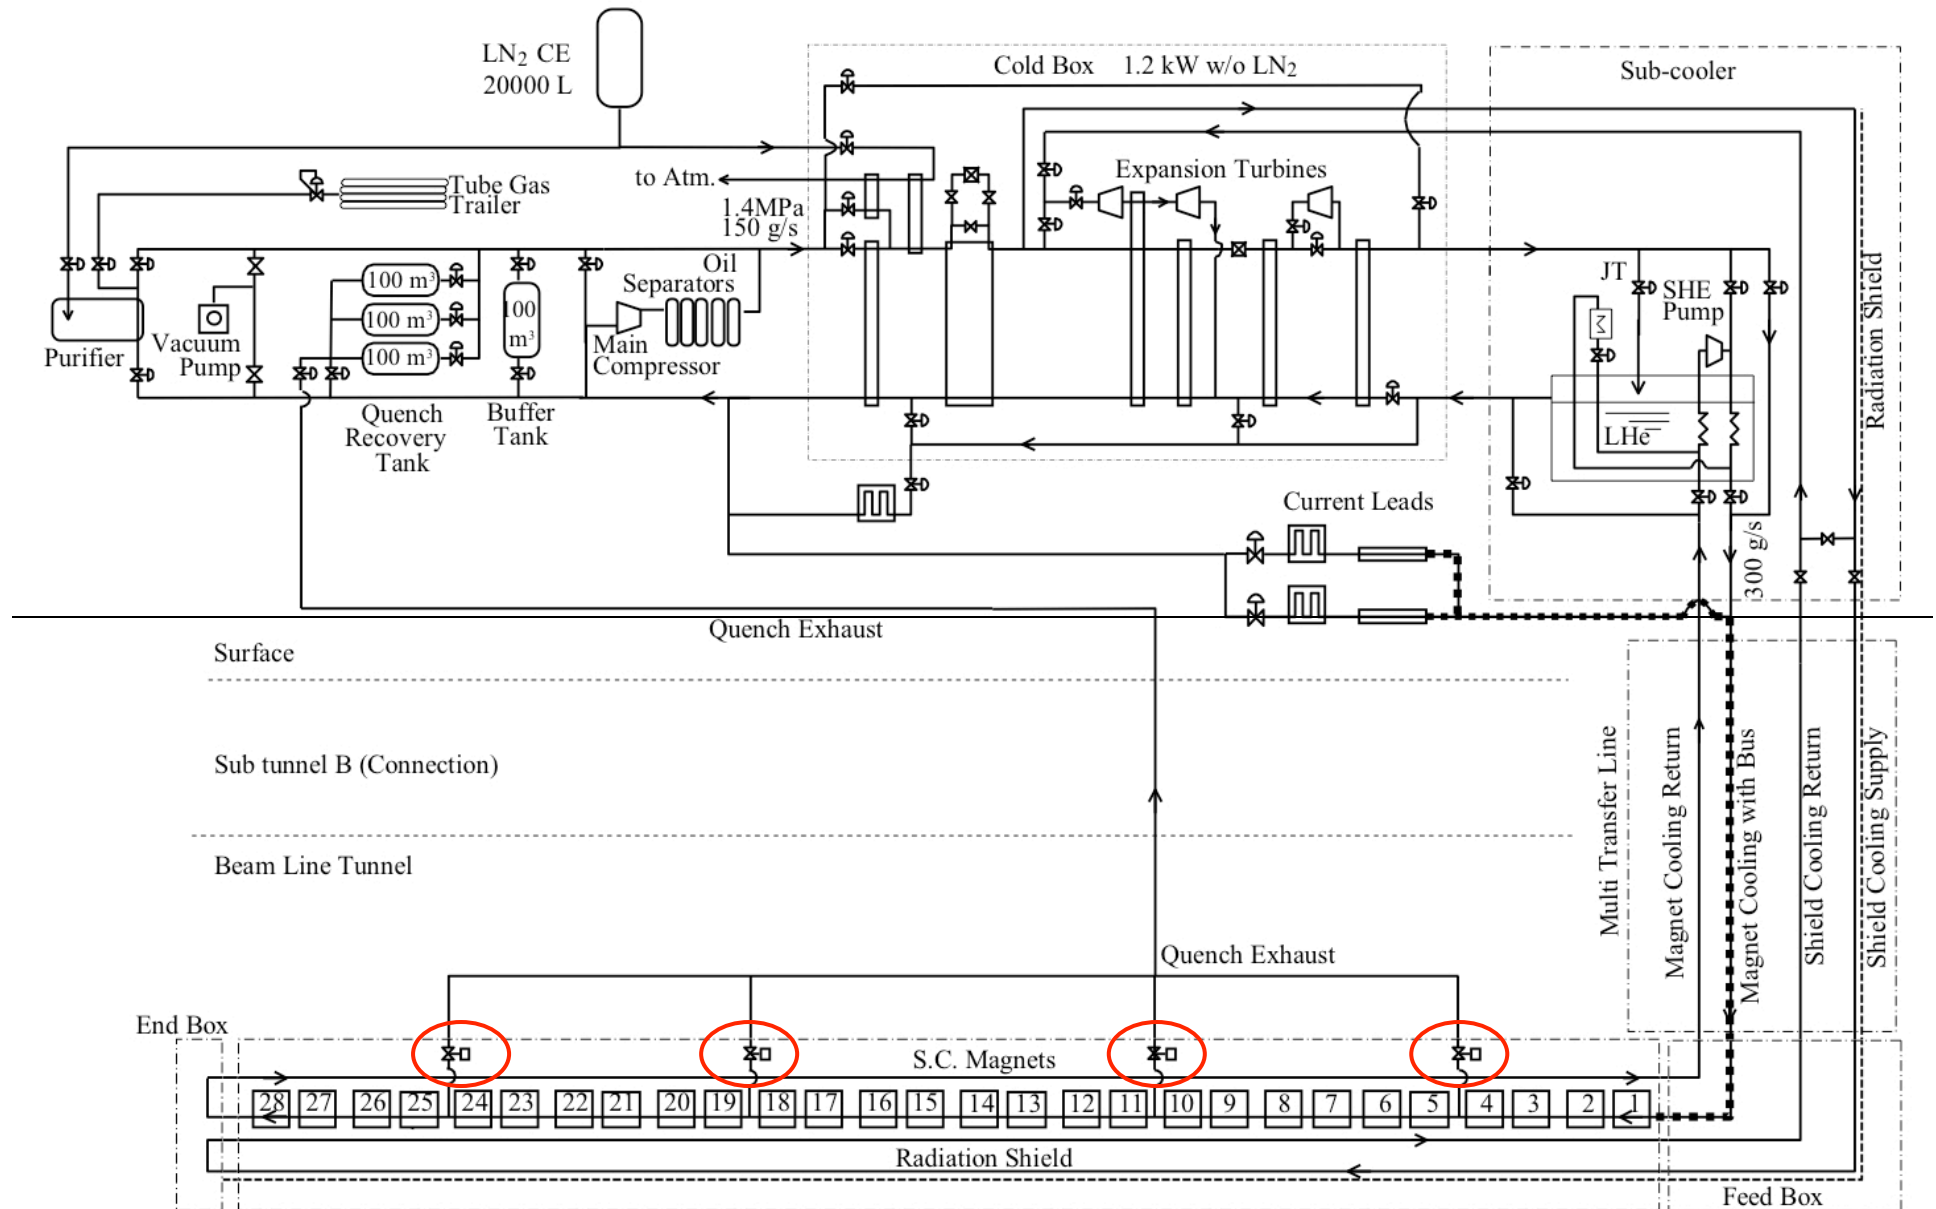 LN2 CE
20000 L
Cold Box 1.2 kW w/o LN2
Sub-cooler
to Atm.
Tube Gas
Trailer
Expansion Turbines
1.4MPa
150 g/s
Oil
Separators
100 m³
100 m³
100 m³
100
m³
JT
SHE
Pump
Radiation Shield
Purifier
Vacuum
Pump
Main
Compressor
Quench
Recovery
Tank
Buffer
Tank
Σ
LHe
Current Leads
300 g/s
Quench Exhaust
Surface
Sub tunnel B (Connection)
Beam Line Tunnel
Multi Transfer Line
Magnet Cooling Return
Magnet Cooling with Bus
Shield Cooling Return
Shield Cooling Supply
Quench Exhaust
End Box
S.C. Magnets
28 27 26 25 24 23 22 21 20 19 18 17 16 15 14 13 12 11 10 9 8 7 6 5 4 3 2 1
Radiation Shield
Feed Box